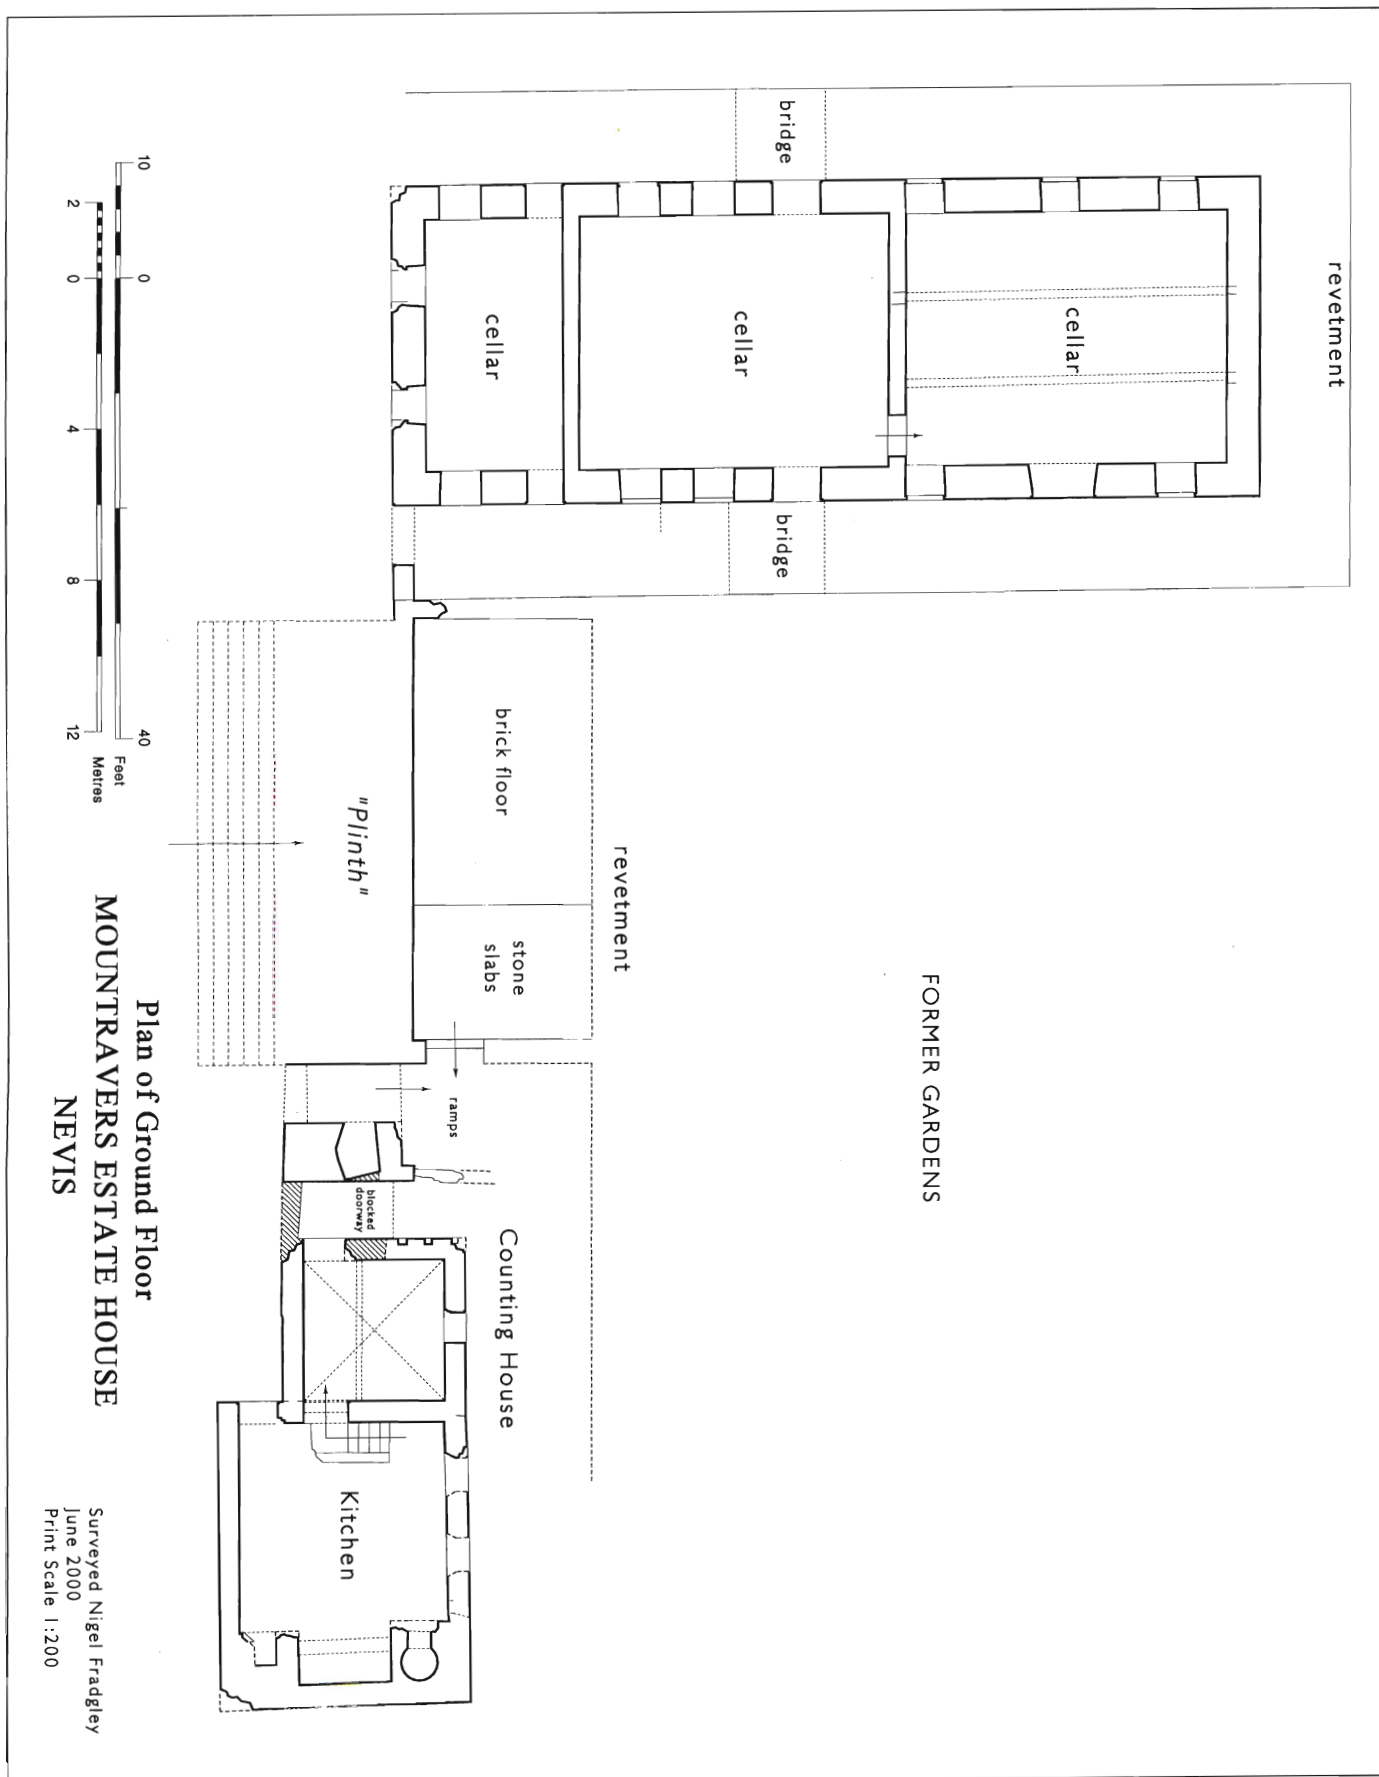 revetment
bridge
cellar
cellar
cellar
bridge
brick floor
revetment
stone
slabs
"Plinth"
FORMER GARDENS
ramps
blocked
doorway
Counting House
Kitchen
10 0 40
Feet
2 0 4 8 12
Metres
Plan of Ground Floor
MOUNTRAVERS ESTATE HOUSE
NEVIS
Surveyed Nigel Fradgley
June 2000
Print Scale 1:200